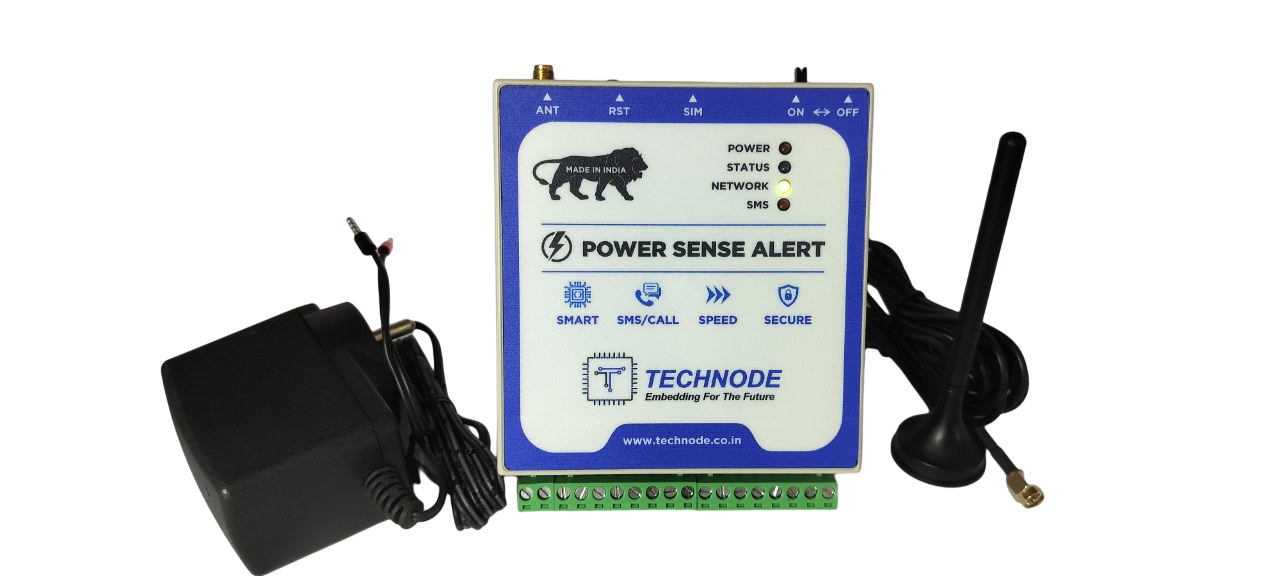 ANT RST SIM ON OFF
MADE IN INDIA
POWER
STATUS
NETWORK
SMS
POWER SENSE ALERT
SMART SMS/CALL SPEED SECURE
T TECHNODE
Embedding For The Future
www.technode.co.in